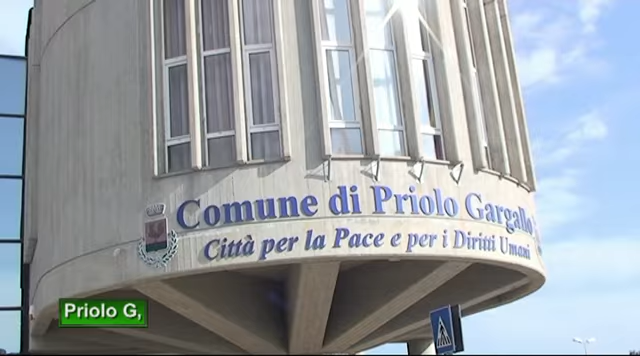 Comune di Priolo Gargallo
Città per la Pace e per i Diritti Umani
Priolo G,